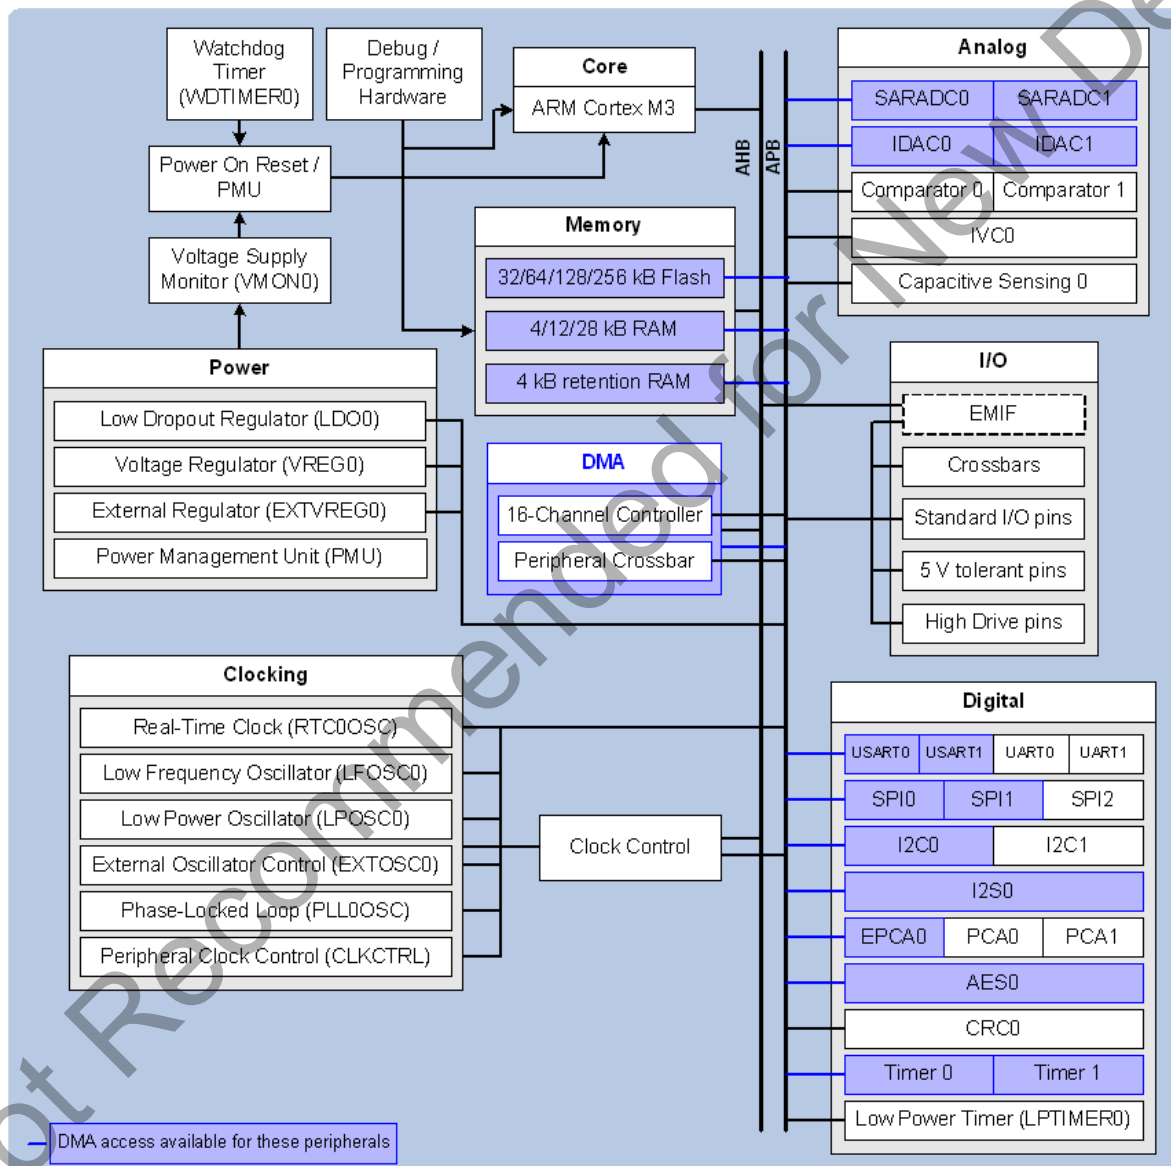 Watchdog
Timer
(WDTIMER0)
Debug /
Programming
Hardware
Core
ARM Cortex M3
Power On Reset /
PMU
Voltage Supply
Monitor (VMON0)
Memory
32/64/128/256 kB Flash
4/12/28 kB RAM
4 kB retention RAM
AHB
APB
Analog
SARADC0
SARADC1
IDAC0
IDAC1
Comparator 0
Comparator 1
IVC0
Capacitive Sensing 0
Power
Low Dropout Regulator (LDO0)
Voltage Regulator (VREG0)
External Regulator (EXTVREG0)
Power Management Unit (PMU)
DMA
16-Channel Controller
Peripheral Crossbar
I/O
EMIF
Crossbars
Standard I/O pins
5 V tolerant pins
High Drive pins
Clocking
Real-Time Clock (RTC0OSC)
Low Frequency Oscillator (LFOSC0)
Low Power Oscillator (LPOSC0)
External Oscillator Control (EXTOSC0)
Phase-Locked Loop (PLL0OSC)
Peripheral Clock Control (CLKCTRL)
Clock Control
Digital
USART0
USART1
UART0
UART1
SPI0
SPI1
SPI2
I2C0
I2C1
I2S0
EPCA0
PCA0
PCA1
AES0
CRC0
Timer 0
Timer 1
Low Power Timer (LPTIMER0)
DMA access available for these peripherals
Not Recommended for New De